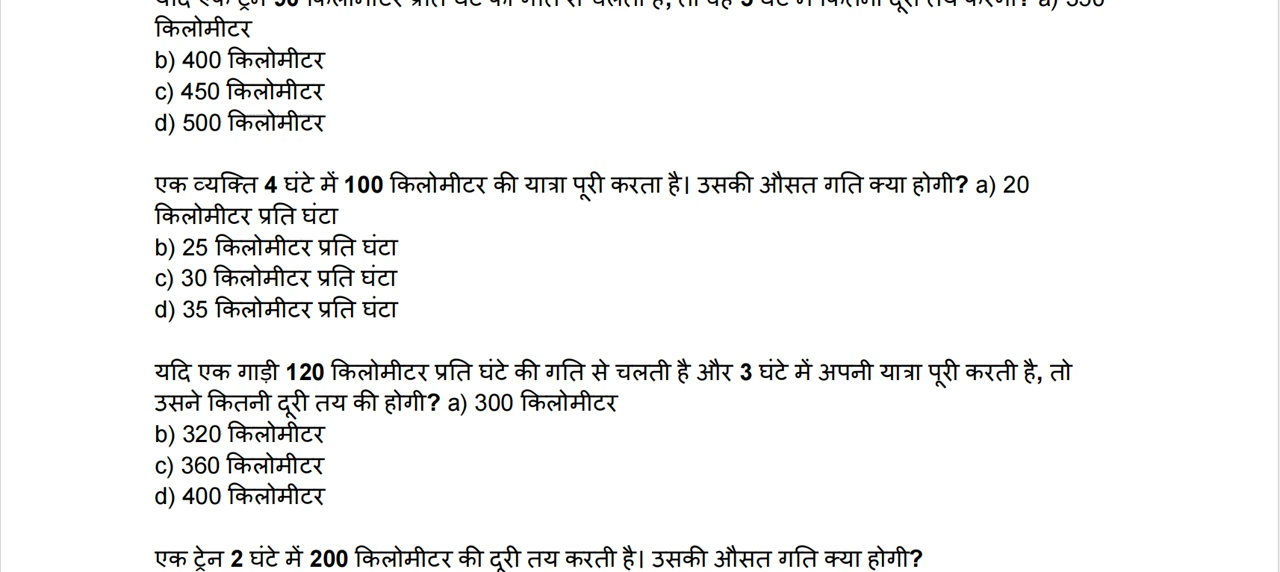 किलोमीटर
b) 400 किलोमीटर
c) 450 किलोमीटर
d) 500 किलोमीटर
एक व्यक्ति 4 घंटे में 100 किलोमीटर की यात्रा पूरी करता है। उसकी औसत गति क्या होगी? a) 20
किलोमीटर प्रति घंटा
b) 25 किलोमीटर प्रति घंटा
c) 30 किलोमीटर प्रति घंटा
d) 35 किलोमीटर प्रति घंटा
यदि एक गाड़ी 120 किलोमीटर प्रति घंटे की गति से चलती है और 3 घंटे में अपनी यात्रा पूरी करती है, तो
उसने कितनी दूरी तय की होगी? a) 300 किलोमीटर
b) 320 किलोमीटर
c) 360 किलोमीटर
d) 400 किलोमीटर
एक ट्रेन 2 घंटे में 200 किलोमीटर की दूरी तय करती है। उसकी औसत गति क्या होगी?